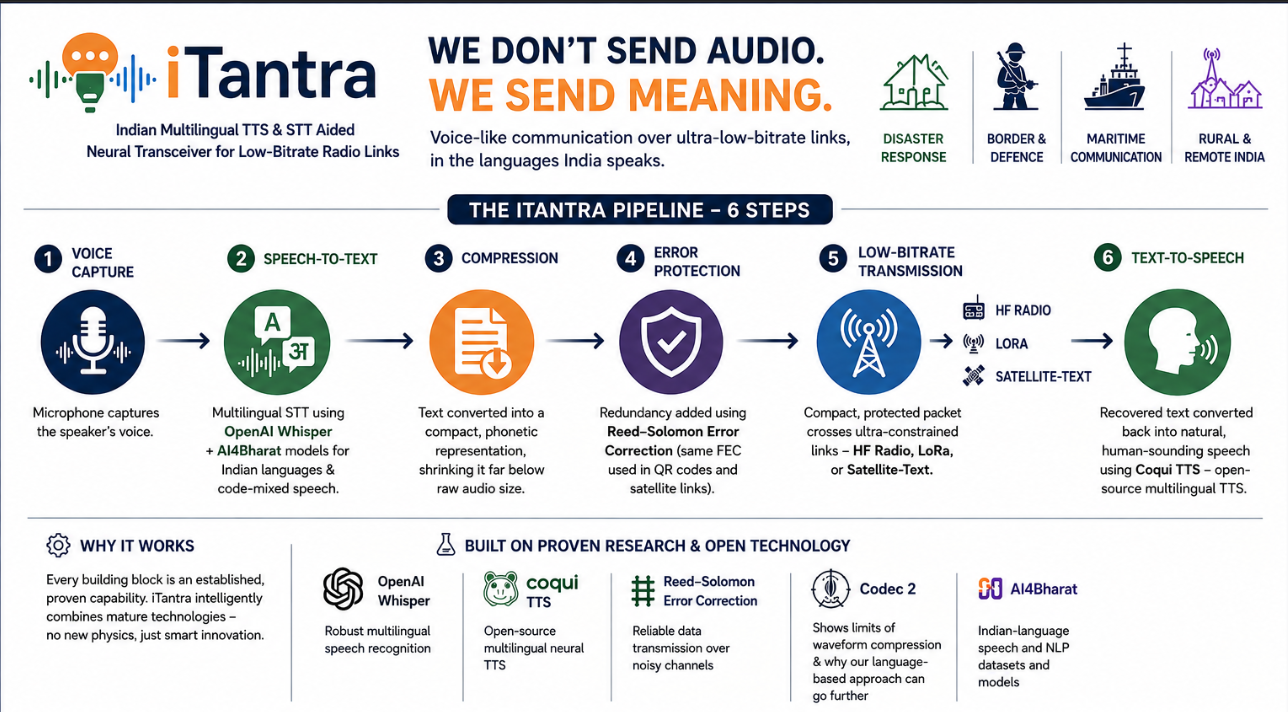 iTantra
Indian Multilingual TTS & STT Aided
Neural Transceiver for Low-Bitrate Radio Links
WE DON'T SEND AUDIO.
WE SEND MEANING.
Voice-like communication over ultra-low-bitrate links,
in the languages India speaks.
DISASTER
RESPONSE
BORDER &
DEFENCE
MARITIME
COMMUNICATION
RURAL &
REMOTE INDIA
THE ITANTRA PIPELINE – 6 STEPS
1 VOICE
CAPTURE
Microphone captures
the speaker's voice.
2 SPEECH-TO-TEXT
A
अ
Multilingual STT using
OpenAI Whisper
+ AI4Bharat models for
Indian languages &
code-mixed speech.
3 COMPRESSION
Text converted into a
compact, phonetic
representation,
shrinking it far below
raw audio size.
4 ERROR
PROTECTION
Redundancy added using
Reed–Solomon Error
Correction (same FEC
used in QR codes and
satellite links).
5 LOW-BITRATE
TRANSMISSION
Compact, protected packet
crosses ultra-constrained
links – HF Radio, LoRa,
or Satellite-Text.
HF RADIO
LORA
SATELLITE-TEXT
6 TEXT-TO-SPEECH
Recovered text converted
back into natural,
human-sounding speech
using Coqui TTS – open-
source multilingual TTS.
WHY IT WORKS
Every building block is an established,
proven capability. iTantra intelligently
combines mature technologies –
no new physics, just smart innovation.
BUILT ON PROVEN RESEARCH & OPEN TECHNOLOGY
OpenAI
Whisper
Robust multilingual
speech recognition
coqui
TTS
Open-source
multilingual neural
TTS
Reed–Solomon
Error Correction
Reliable data
transmission over
noisy channels
Codec 2
Shows limits of
waveform compression
& why our language-
based approach can
go further
AI4Bharat
Indian-language
speech and NLP
datasets and
models